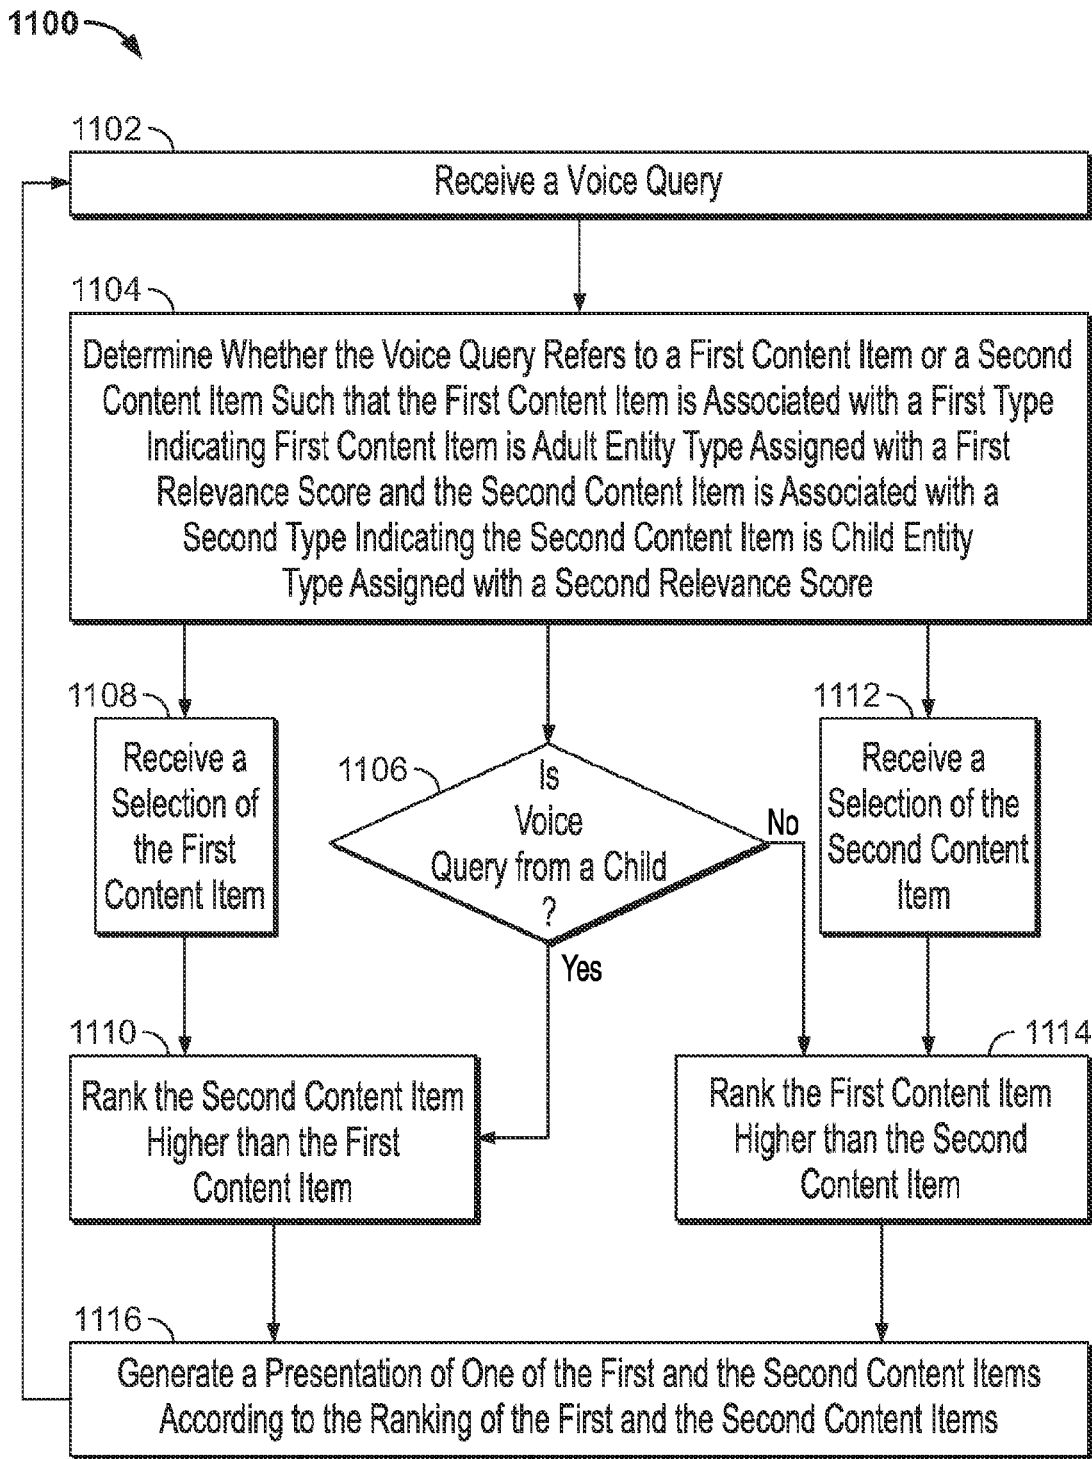 1100
1102
Receive a Voice Query
1104
Determine Whether the Voice Query Refers to a First Content Item or a Second
Content Item Such that the First Content Item is Associated with a First Type
Indicating First Content Item is Adult Entity Type Assigned with a First
Relevance Score and the Second Content Item is Associated with a
Second Type Indicating the Second Content Item is Child Entity
Type Assigned with a Second Relevance Score
1108
Receive a
Selection of
the First
Content Item
1106
Is
Voice
Query from a Child
?
No
Yes
1112
Receive a
Selection of the
Second Content
Item
1110
Rank the Second Content Item
Higher than the First
Content Item
1114
Rank the First Content Item
Higher than the Second
Content Item
1116
Generate a Presentation of One of the First and the Second Content Items
According to the Ranking of the First and the Second Content Items